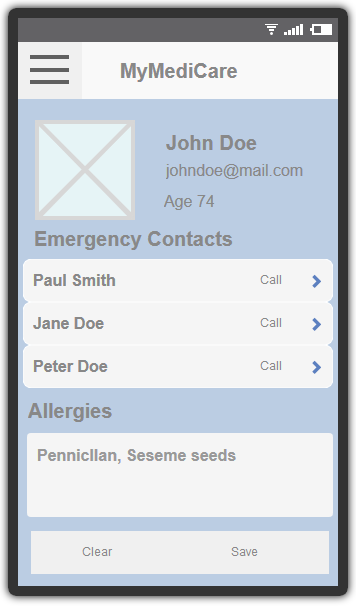 MyMediCare
John Doe
johndoe@mail.com
Age 74
Emergency Contacts
Paul Smith Call
Jane Doe Call
Peter Doe Call
Allergies
Pennicllan, Seseme seeds
Clear Save